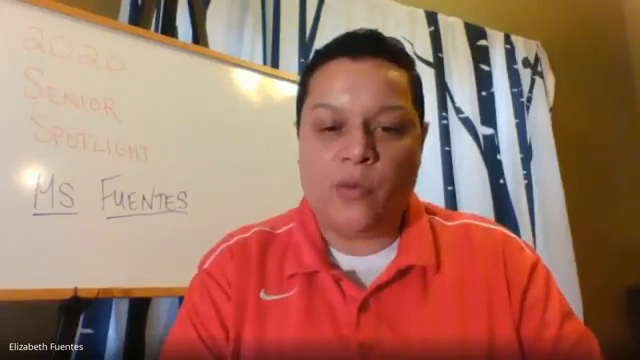 2020
SENIOR
SPOTLIGHT
MS FUENTES
Elizabeth Fuentes